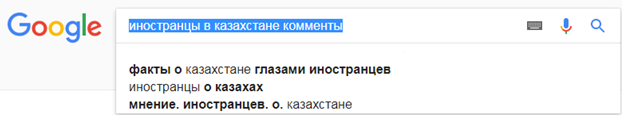 Google
иностранцы в казахстане комменты
факты о казахстане глазами иностранцев
иностранцы о казахах
мнение. иностранцев. о. казахстане